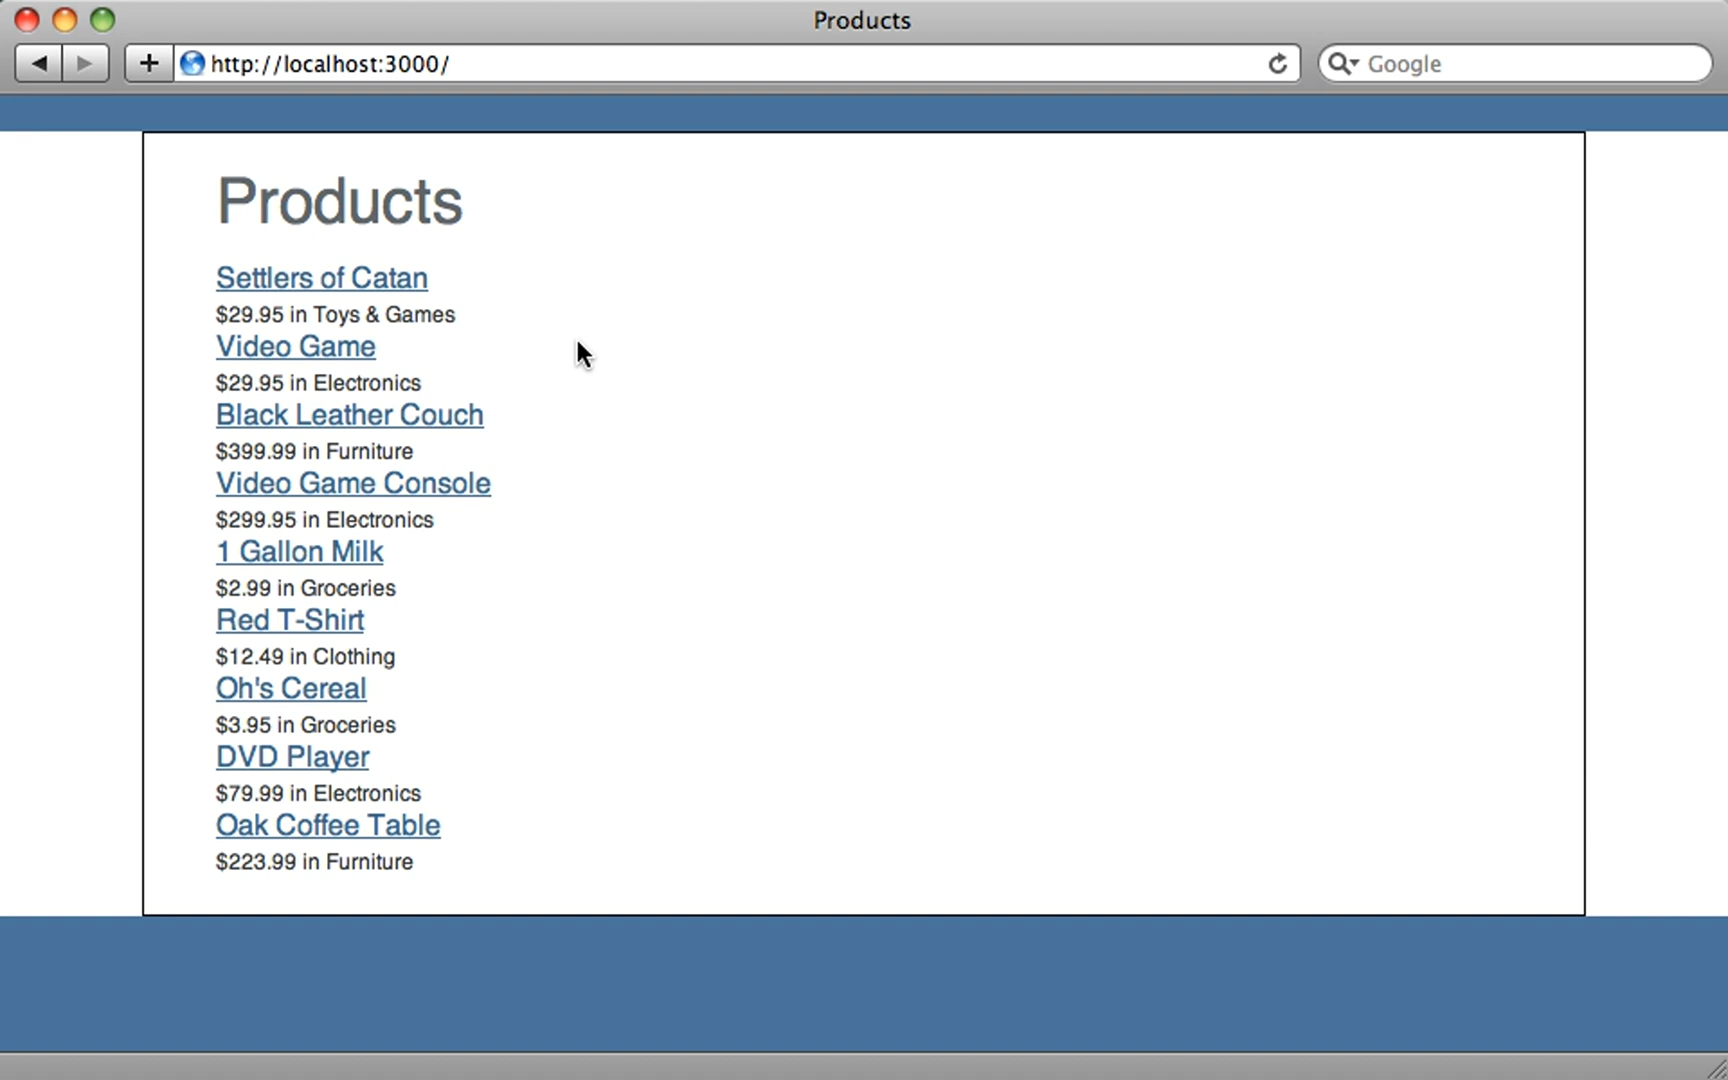 Products
http://localhost:3000/
Google
Products
Settlers of Catan
$29.95 in Toys & Games
Video Game
$29.95 in Electronics
Black Leather Couch
$399.99 in Furniture
Video Game Console
$299.95 in Electronics
1 Gallon Milk
$2.99 in Groceries
Red T-Shirt
$12.49 in Clothing
Oh's Cereal
$3.95 in Groceries
DVD Player
$79.99 in Electronics
Oak Coffee Table
$223.99 in Furniture